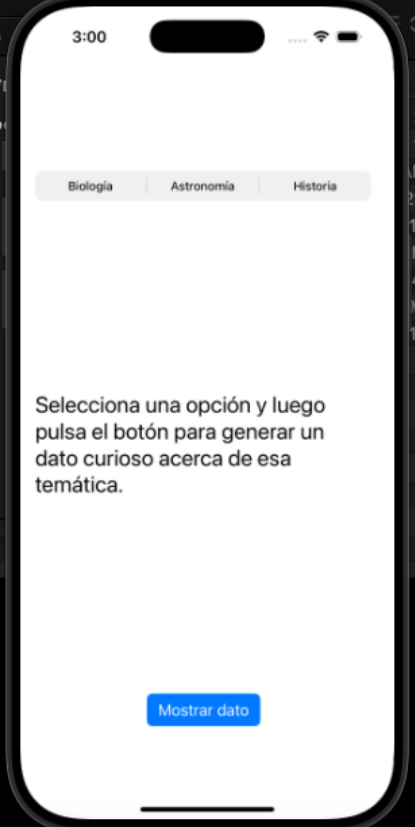 3:00
Biología Astronomía Historia
Selecciona una opción y luego
pulsa el botón para generar un
dato curioso acerca de esa
temática.
Mostrar dato